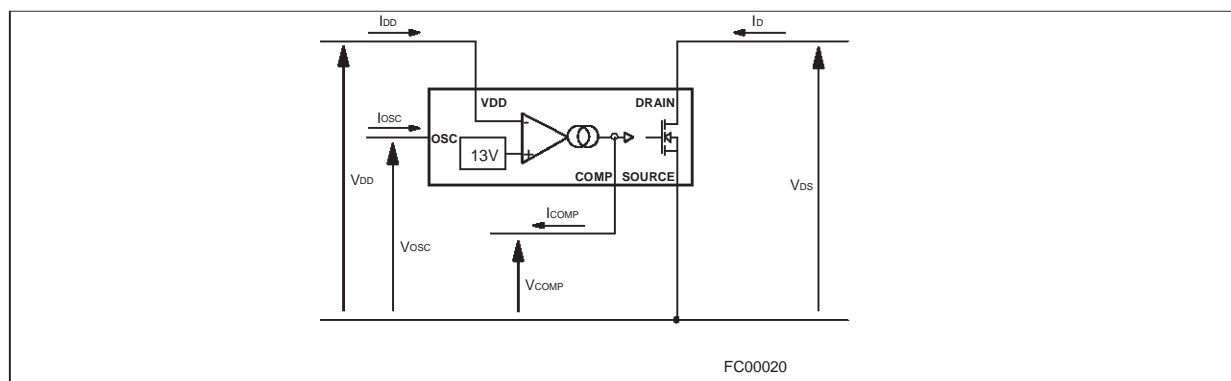 IDD
ID
VDD
DRAIN
IOSC
OSC
13V
-
+
COMP
SOURCE
VDD
VDS
ICOMP
VOSC
VCOMP
FC00020